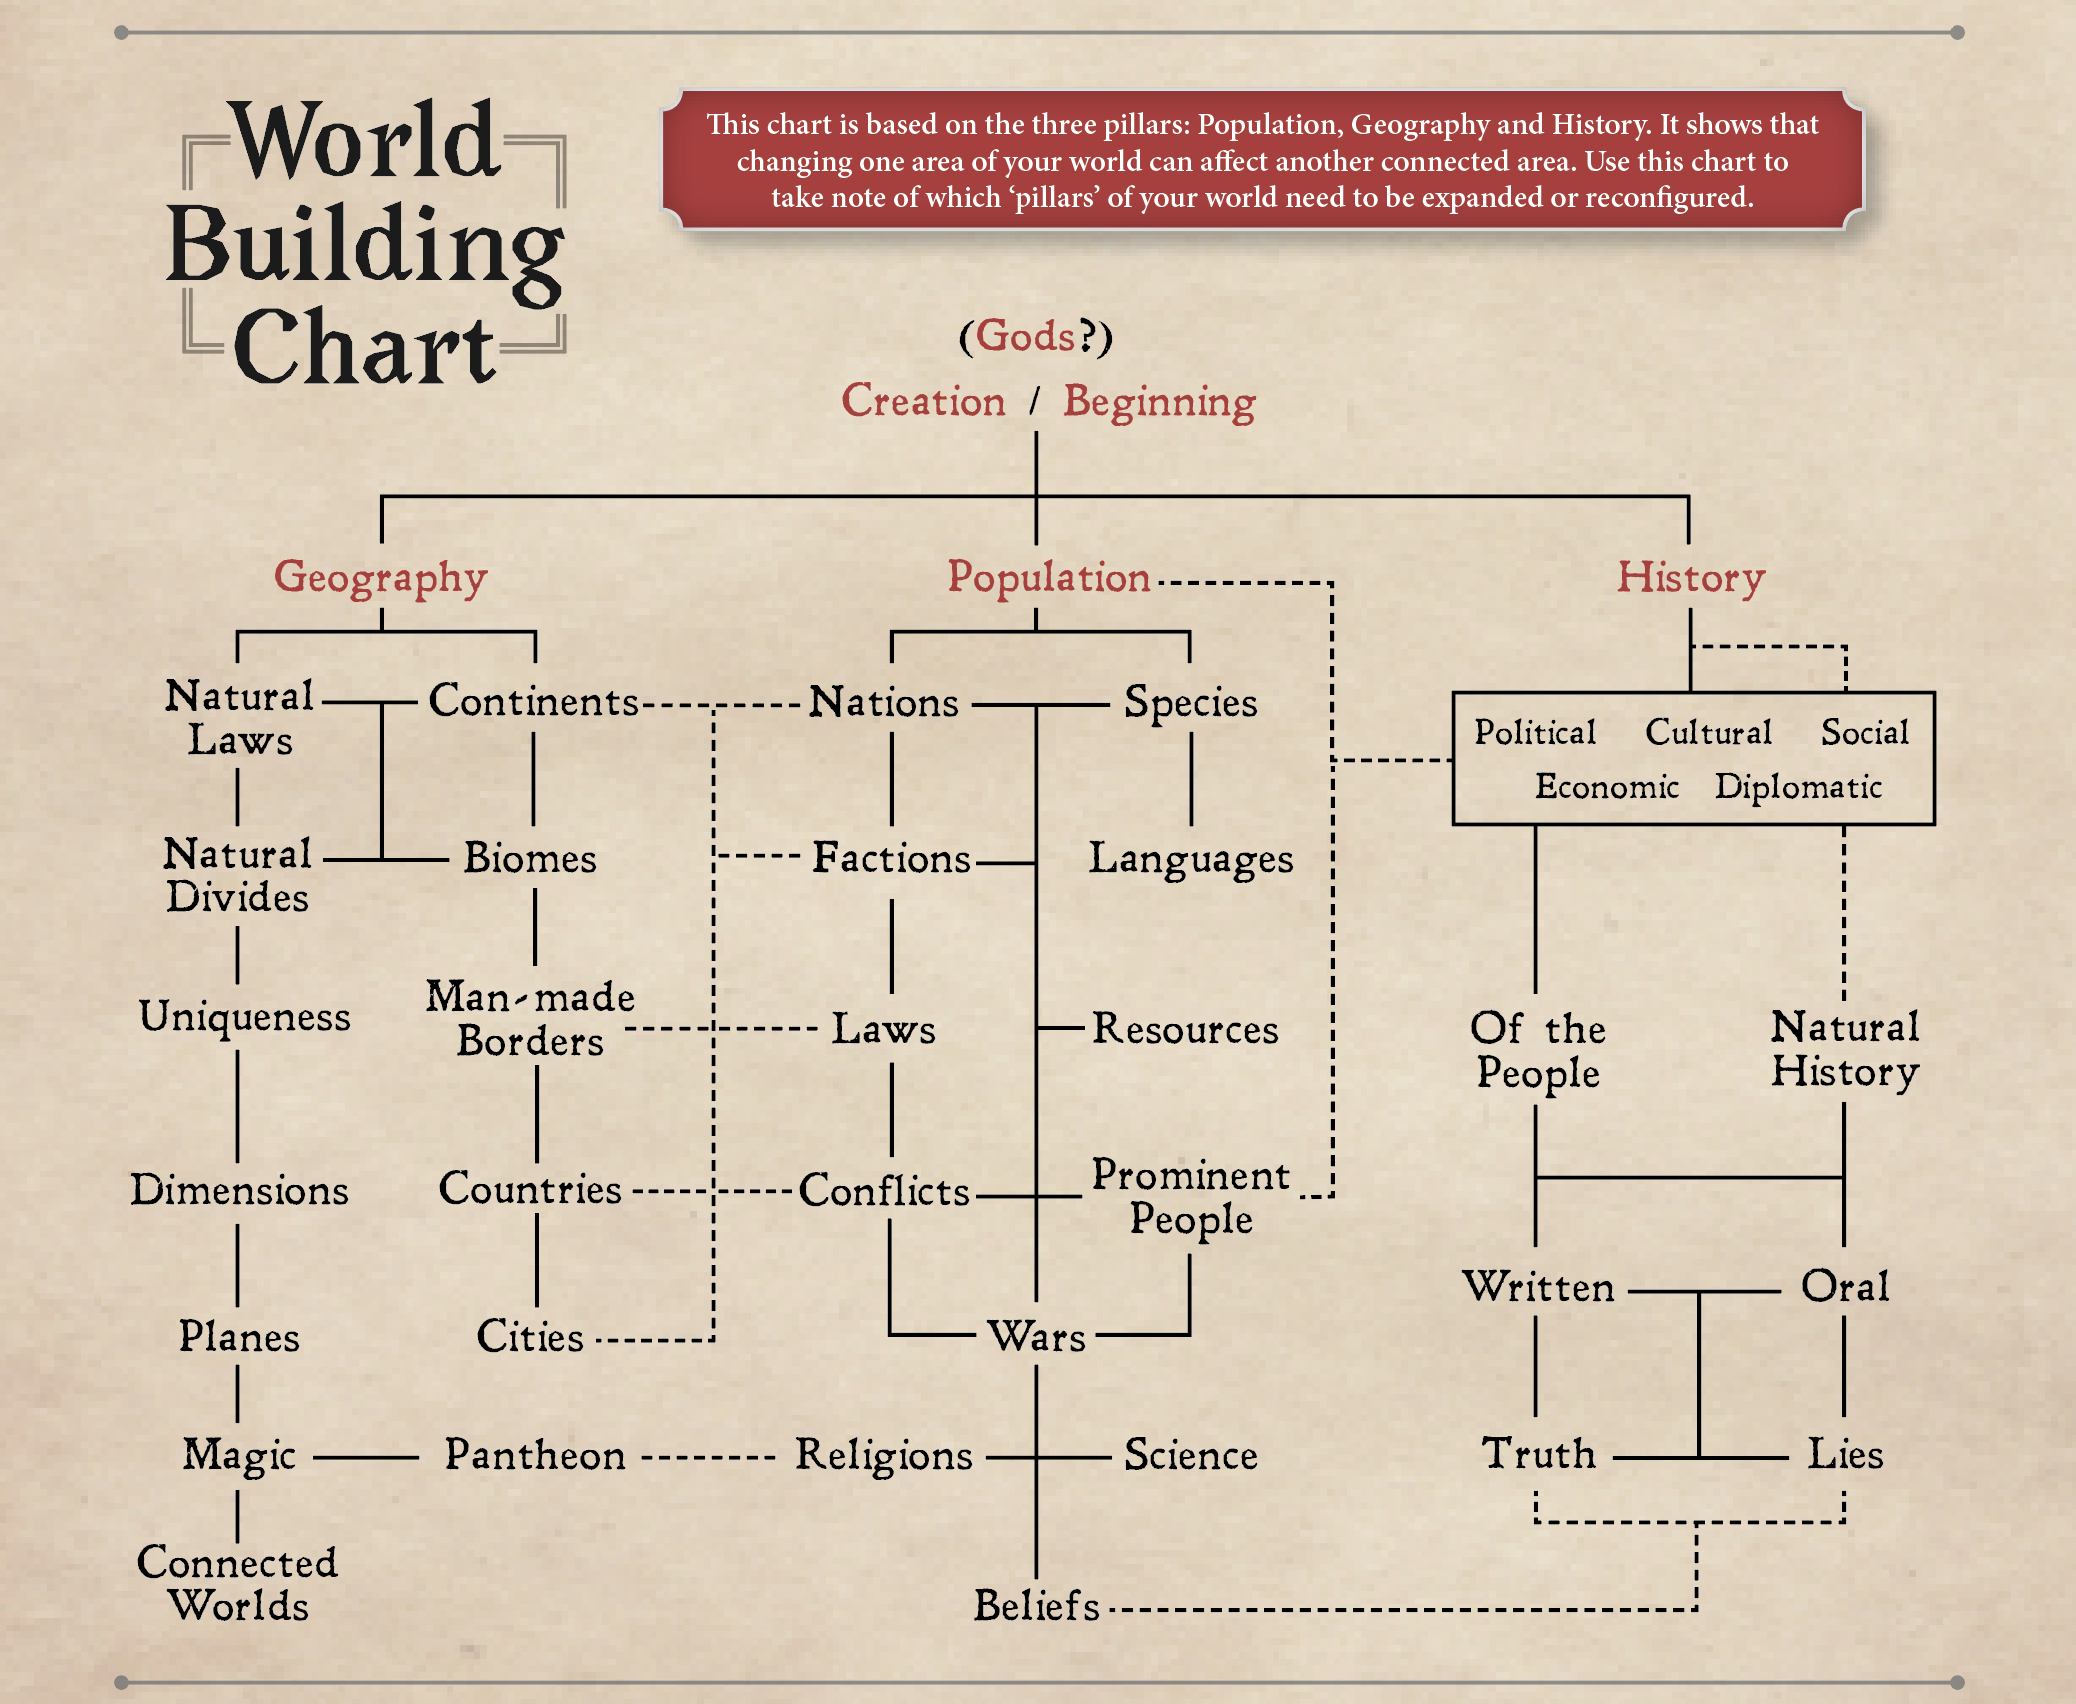 World
Building
Chart
This chart is based on the three pillars: Population, Geography and History. It shows that
changing one area of your world can affect another connected area. Use this chart to
take note of which ‘pillars’ of your world need to be expanded or reconfigured.
(Gods?)
Creation / Beginning
Geography
Population
History
Natural
Laws
Continents
Nations
Species
Political Cultural Social
Economic Diplomatic
Natural
Divides
Biomes
Factions
Languages
Uniqueness
Man-made
Borders
Laws
Resources
Of the
People
Natural
History
Dimensions
Countries
Conflicts
Prominent
People
Written
Oral
Planes
Cities
Wars
Magic
Pantheon
Religions
Science
Truth
Lies
Connected
Worlds
Beliefs